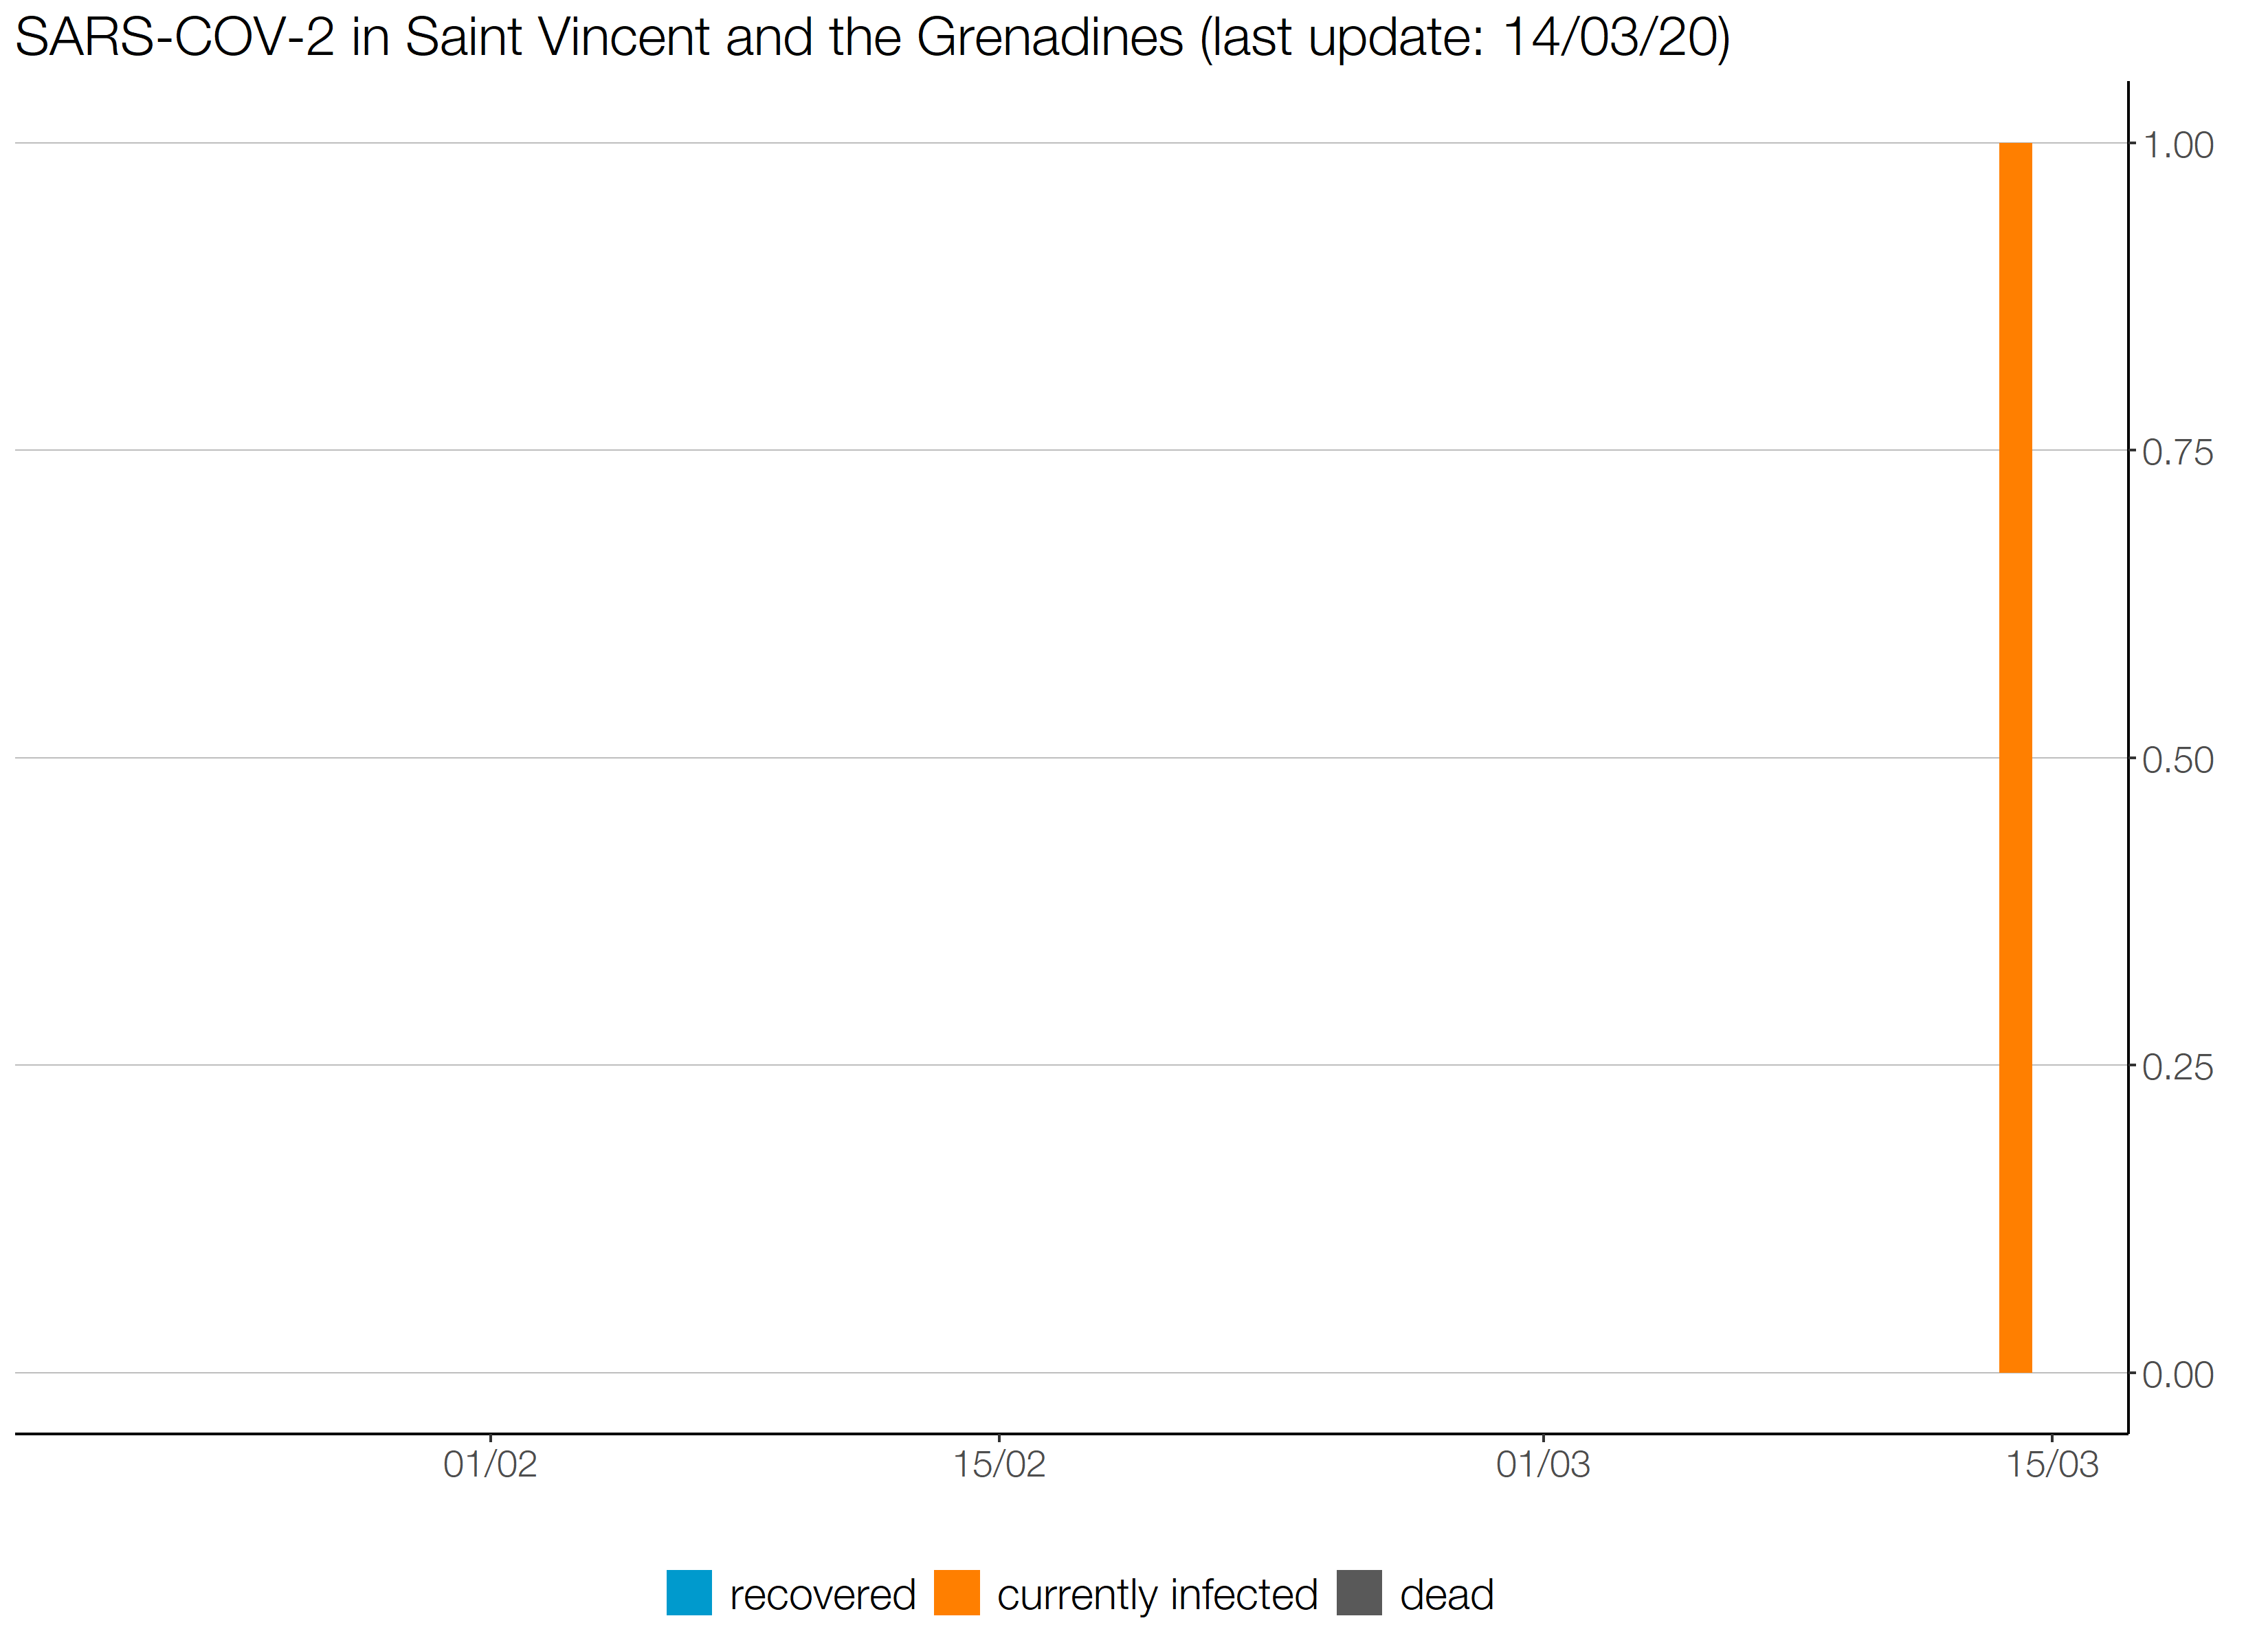 SARS-COV-2 in Saint Vincent and the Grenadines (last update: 14/03/20)
1.00
0.75
0.50
0.25
0.00
01/02 15/02 01/03 15/03
recovered currently infected dead